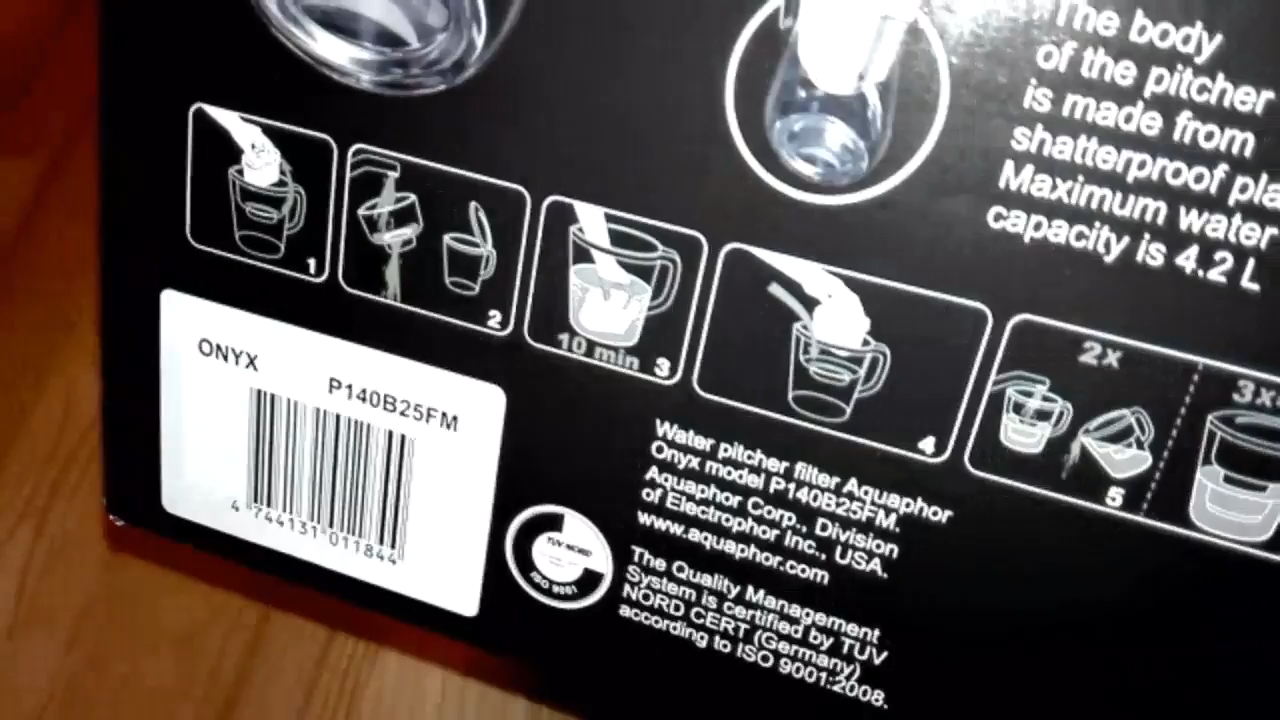 The body
of the pitcher
is made from
shatterproof pla
Maximum water
capacity is 4.2 L
1
2
10 min 3
4
2x
5
3x
ONYX
P140B25FM
4 744131 011844
Water pitcher filter Aquaphor
Onyx model P140B25FM.
Aquaphor Corp., Division
of Electrophor Inc., USA.
www.aquaphor.com
TUV NORD
ISO 9001
The Quality Management
System is certified by TUV
NORD CERT (Germany)
according to ISO 9001:2008.